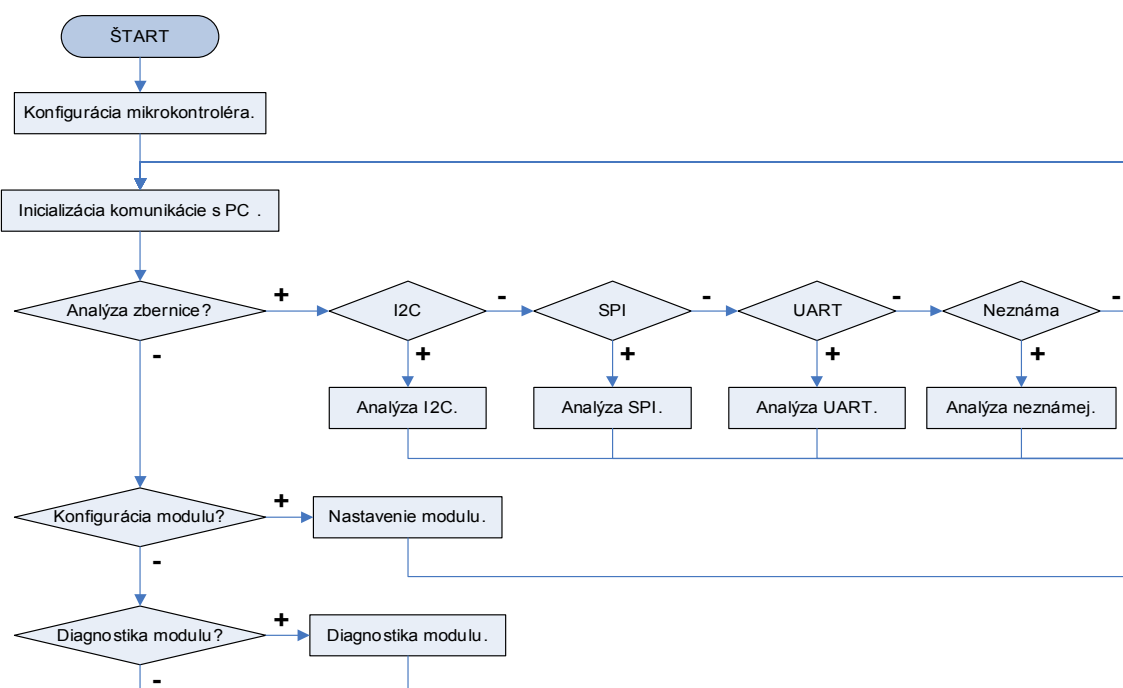 ŠTART
Konfigurácia mikrokontroléra.
Inicializácia komunikácie s PC .
Analýza zbernice?
+
I2C
-
SPI
-
UART
-
Neznáma
-
-
+
+
+
+
Analýza I2C.
Analýza SPI.
Analýza UART.
Analýza neznámej.
Konfigurácia modulu?
+
Nastavenie modulu.
-
Diagnostika modulu?
+
Diagnostika modulu.
-